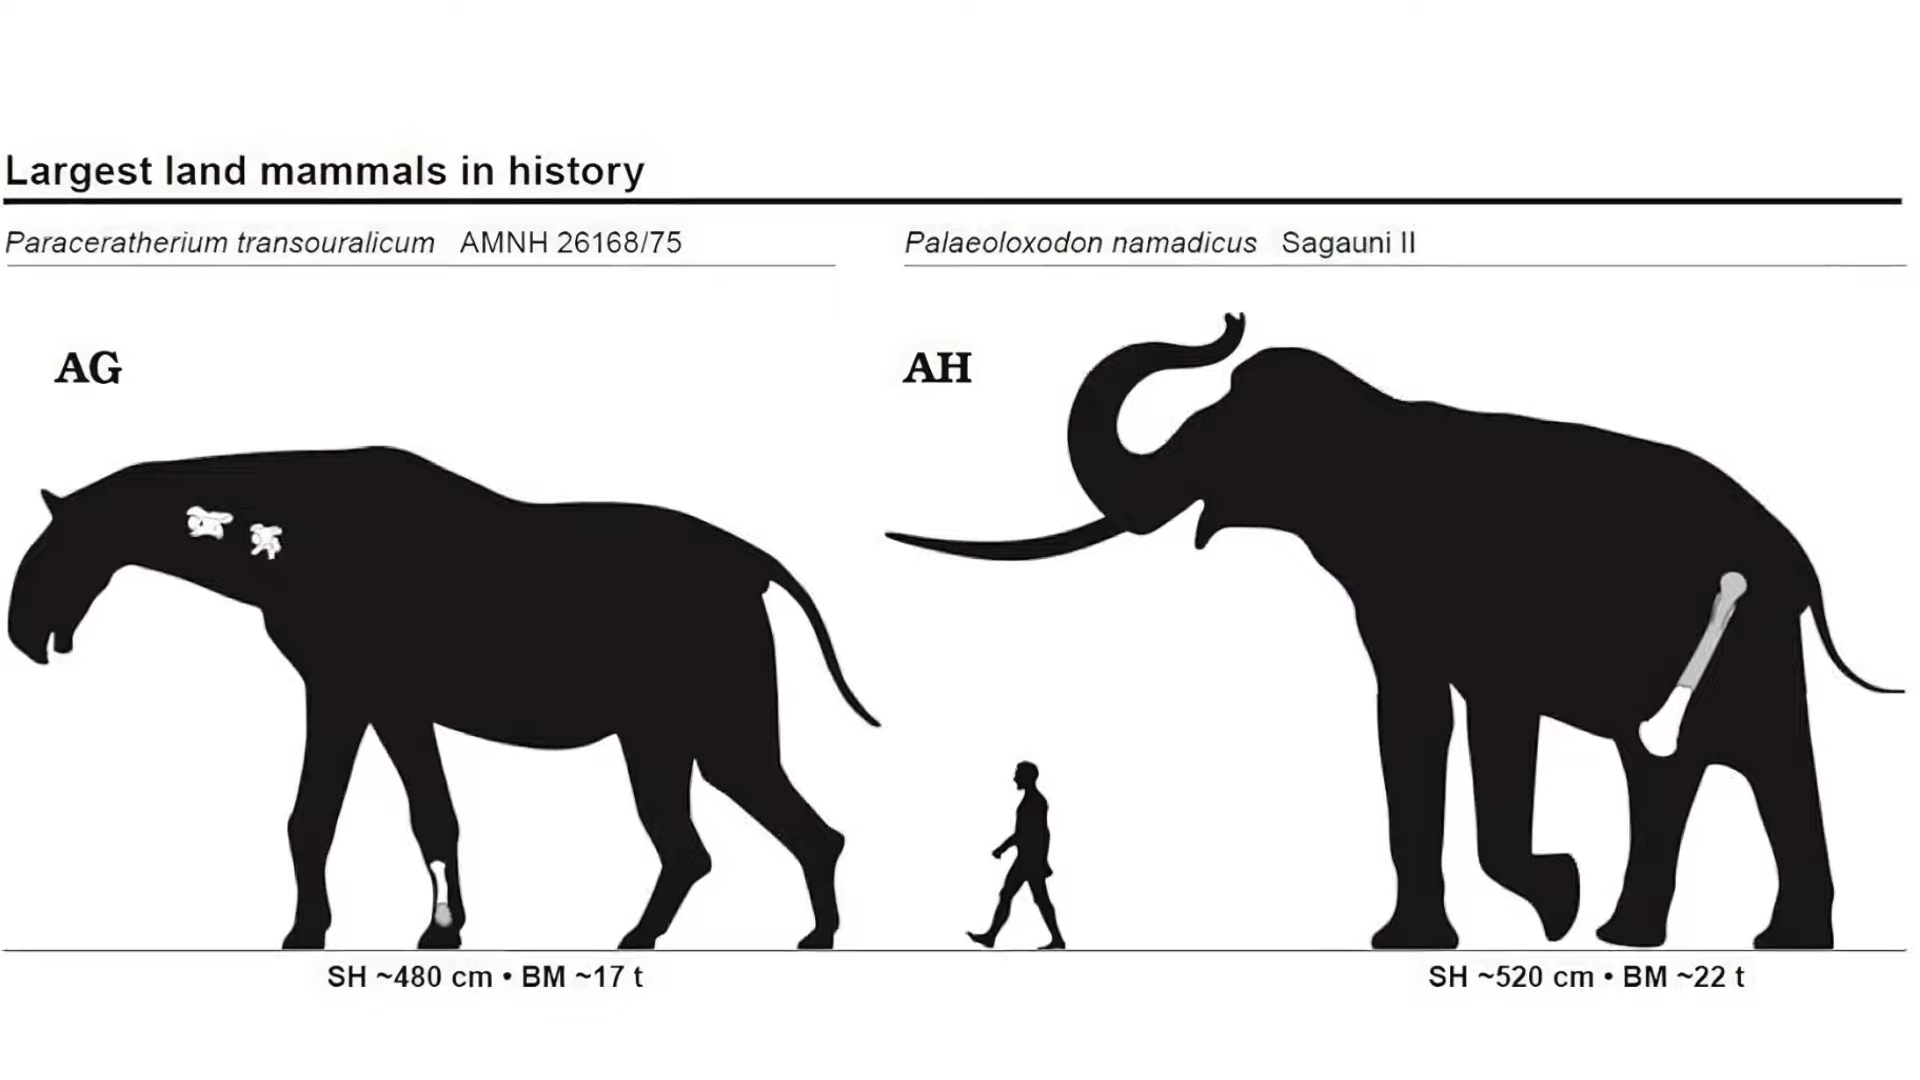 Largest land mammals in history
Paraceratherium transouralicum AMNH 26168/75
Palaeoloxodon namadicus Sagauni II
AG
AH
SH ~480 cm • BM ~17 t
SH ~520 cm • BM ~22 t